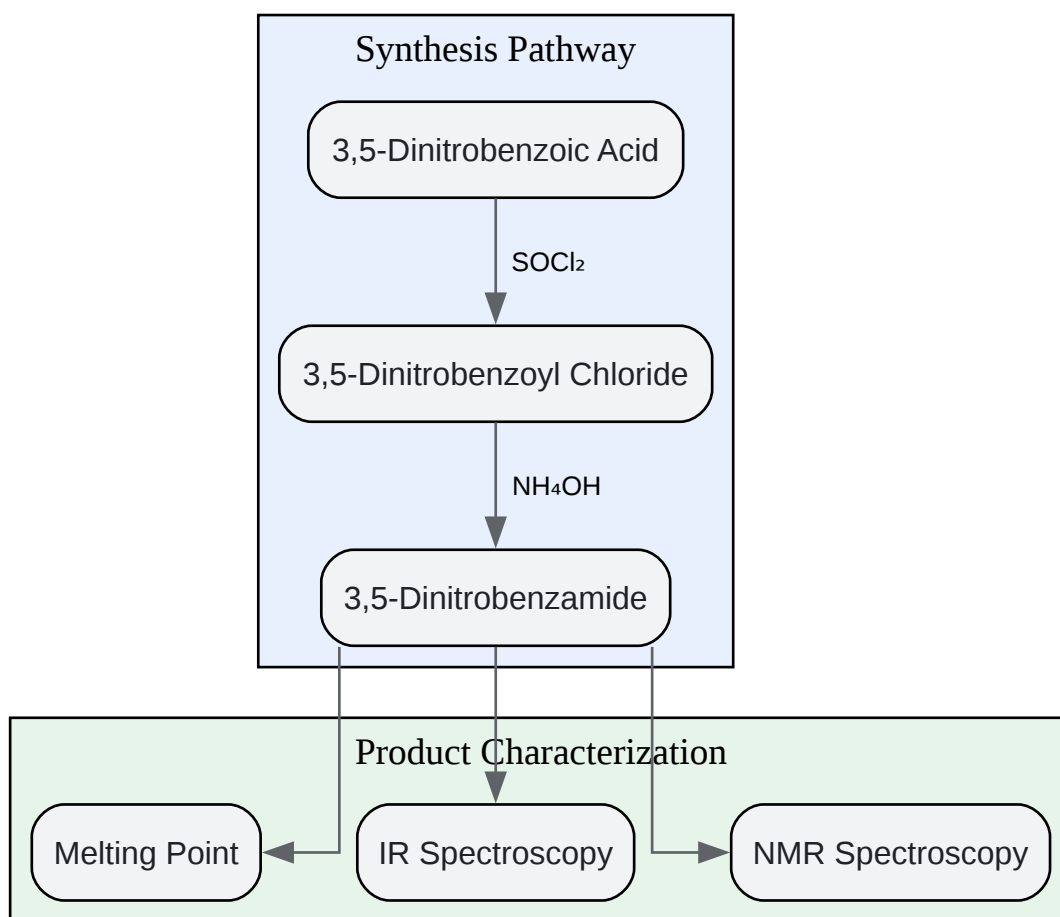 Synthesis Pathway
3,5-Dinitrobenzoic Acid
SOCl₂
3,5-Dinitrobenzoyl Chloride
NH₄OH
3,5-Dinitrobenzamide
Product Characterization
Melting Point
IR Spectroscopy
NMR Spectroscopy